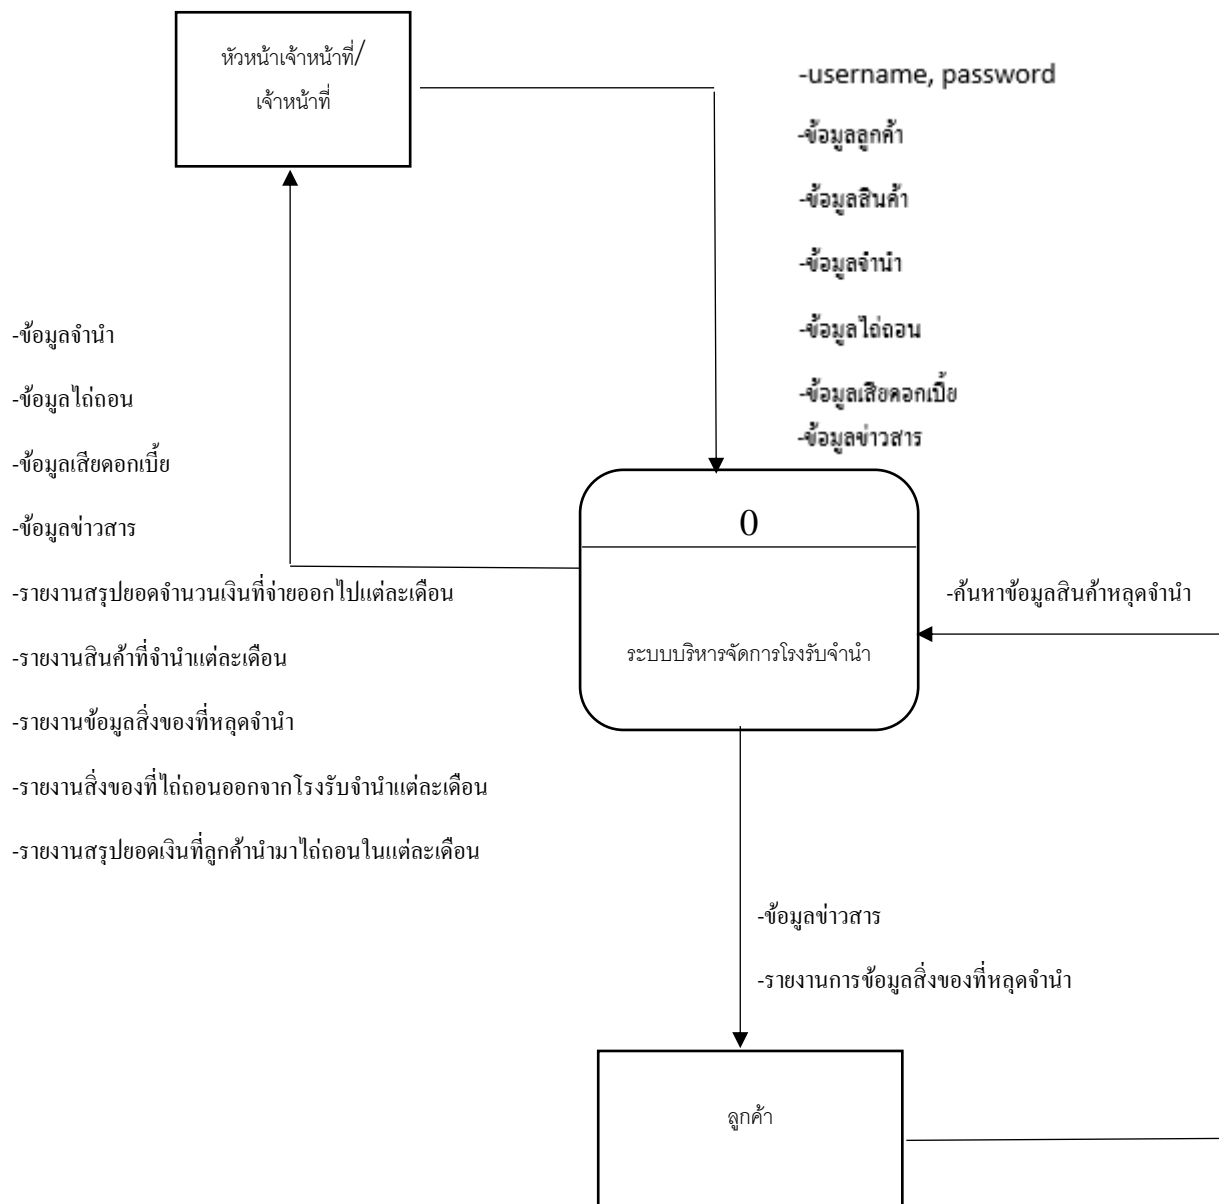 หัวหน้าเจ้าหน้าที่/
เจ้าหน้าที่
-username, password
-ข้อมูลลูกค้า
-ข้อมูลสินค้า
-ข้อมูลจำนำ
-ข้อมูลไถ่ถอน
-ข้อมูลเสียดอกเบี้ย
-ข้อมูลข่าวสาร
-ข้อมูลจำนำ
-ข้อมูลไถ่ถอน
-ข้อมูลเสียดอกเบี้ย
-ข้อมูลข่าวสาร
-รายงานสรุปยอดจำนวนเงินที่จ่ายออกไปแต่ละเดือน
-รายงานสินค้าที่จำนำแต่ละเดือน
-รายงานข้อมูลสิ่งของที่หลุดจำนำ
-รายงานสิ่งของที่ไถ่ถอนออกจากโรงรับจำนำแต่ละเดือน
-รายงานสรุปยอดเงินที่ลูกค้านำมาไถ่ถอนในแต่ละเดือน
0
ระบบบริหารจัดการโรงรับจำนำ
-ค้นหาข้อมูลสินค้าหลุดจำนำ
-ข้อมูลข่าวสาร
-รายงานการข้อมูลสิ่งของที่หลุดจำนำ
ลูกค้า